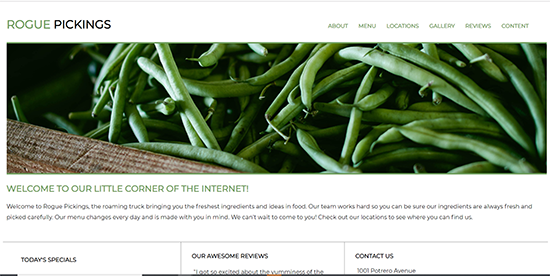 ROGUE PICKINGS
ABOUT MENU LOCATIONS GALLERY REVIEWS CONTENT
WELCOME TO OUR LITTLE CORNER OF THE INTERNET!
Welcome to Rogue Pickings, the roaming truck bringing you the freshest ingredients and ideas in food. Our team works hard so you can be sure our ingredients are always fresh and
picked carefully. Our menu changes every day and is made with you in mind. We can't wait to come to you! Check out our locations to see where you can find us.
TODAY'S SPECIALS
OUR AWESOME REVIEWS
"I got so excited about the yumminess of the
CONTACT US
1001 Potrero Avenue